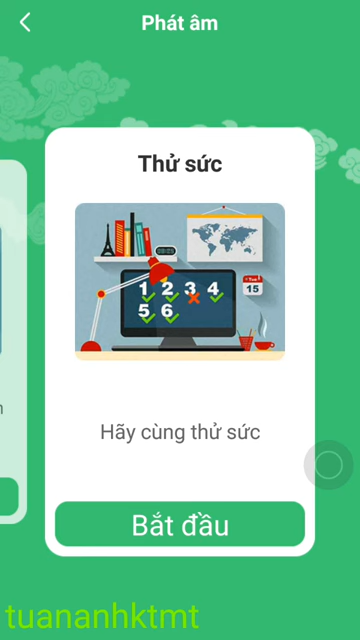 Phát âm
Thử sức
1 2 3 4
5 6
15
Hãy cùng thử sức
Bắt đầu
tuananhktmt